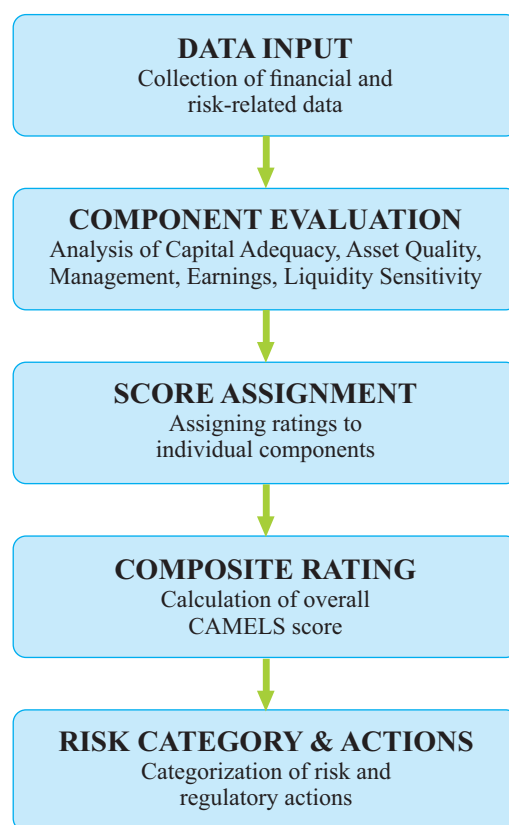 DATA INPUT
Collection of financial and
risk-related data
COMPONENT EVALUATION
Analysis of Capital Adequacy, Asset Quality,
Management, Earnings, Liquidity Sensitivity
SCORE ASSIGNMENT
Assigning ratings to
individual components
COMPOSITE RATING
Calculation of overall
CAMELS score
RISK CATEGORY & ACTIONS
Categorization of risk and
regulatory actions